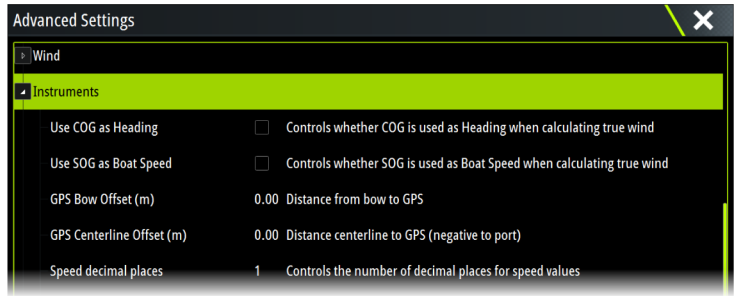 Advanced Settings
Wind
Instruments
Use COG as Heading Controls whether COG is used as Heading when calculating true wind
Use SOG as Boat Speed Controls whether SOG is used as Boat Speed when calculating true wind
GPS Bow Offset (m) 0.00 Distance from bow to GPS
GPS Centerline Offset (m) 0.00 Distance centerline to GPS (negative to port)
Speed decimal places 1 Controls the number of decimal places for speed values